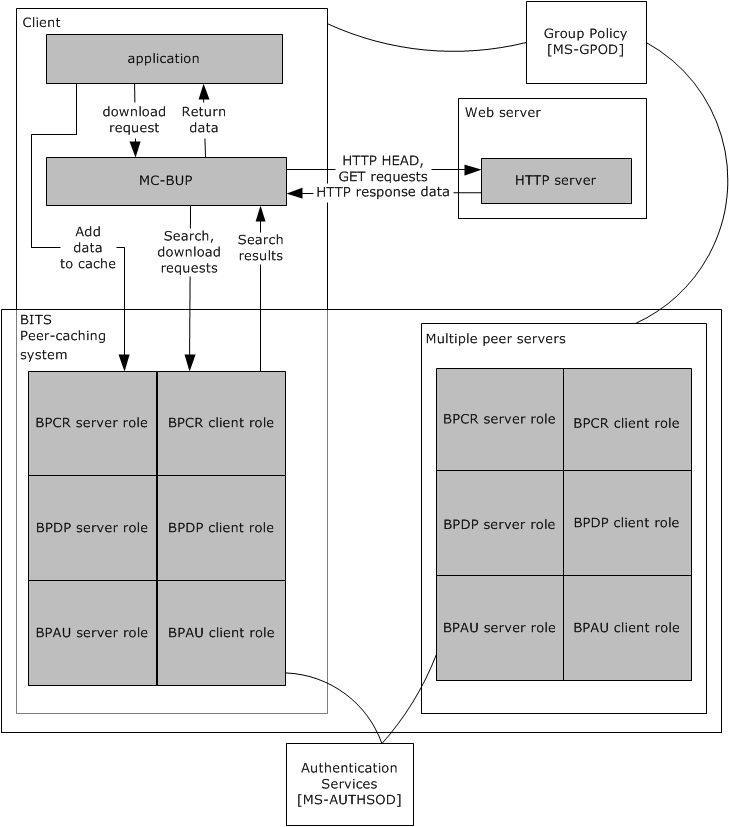 Client
Group Policy
[MS-GPOD]
application
Web server
download
request
Return
data
HTTP HEAD,
GET requests
HTTP response data
MC-BUP
HTTP server
Add
data
to cache
Search,
download
requests
Search
results
BITS
Peer-caching
system
Multiple peer servers
BPCR server role
BPCR client role
BPCR server role
BPCR client role
BPDP server role
BPDP client role
BPDP server role
BPDP client role
BPAU server role
BPAU client role
BPAU server role
BPAU client role
Authentication
Services
[MS-AUTHSOD]